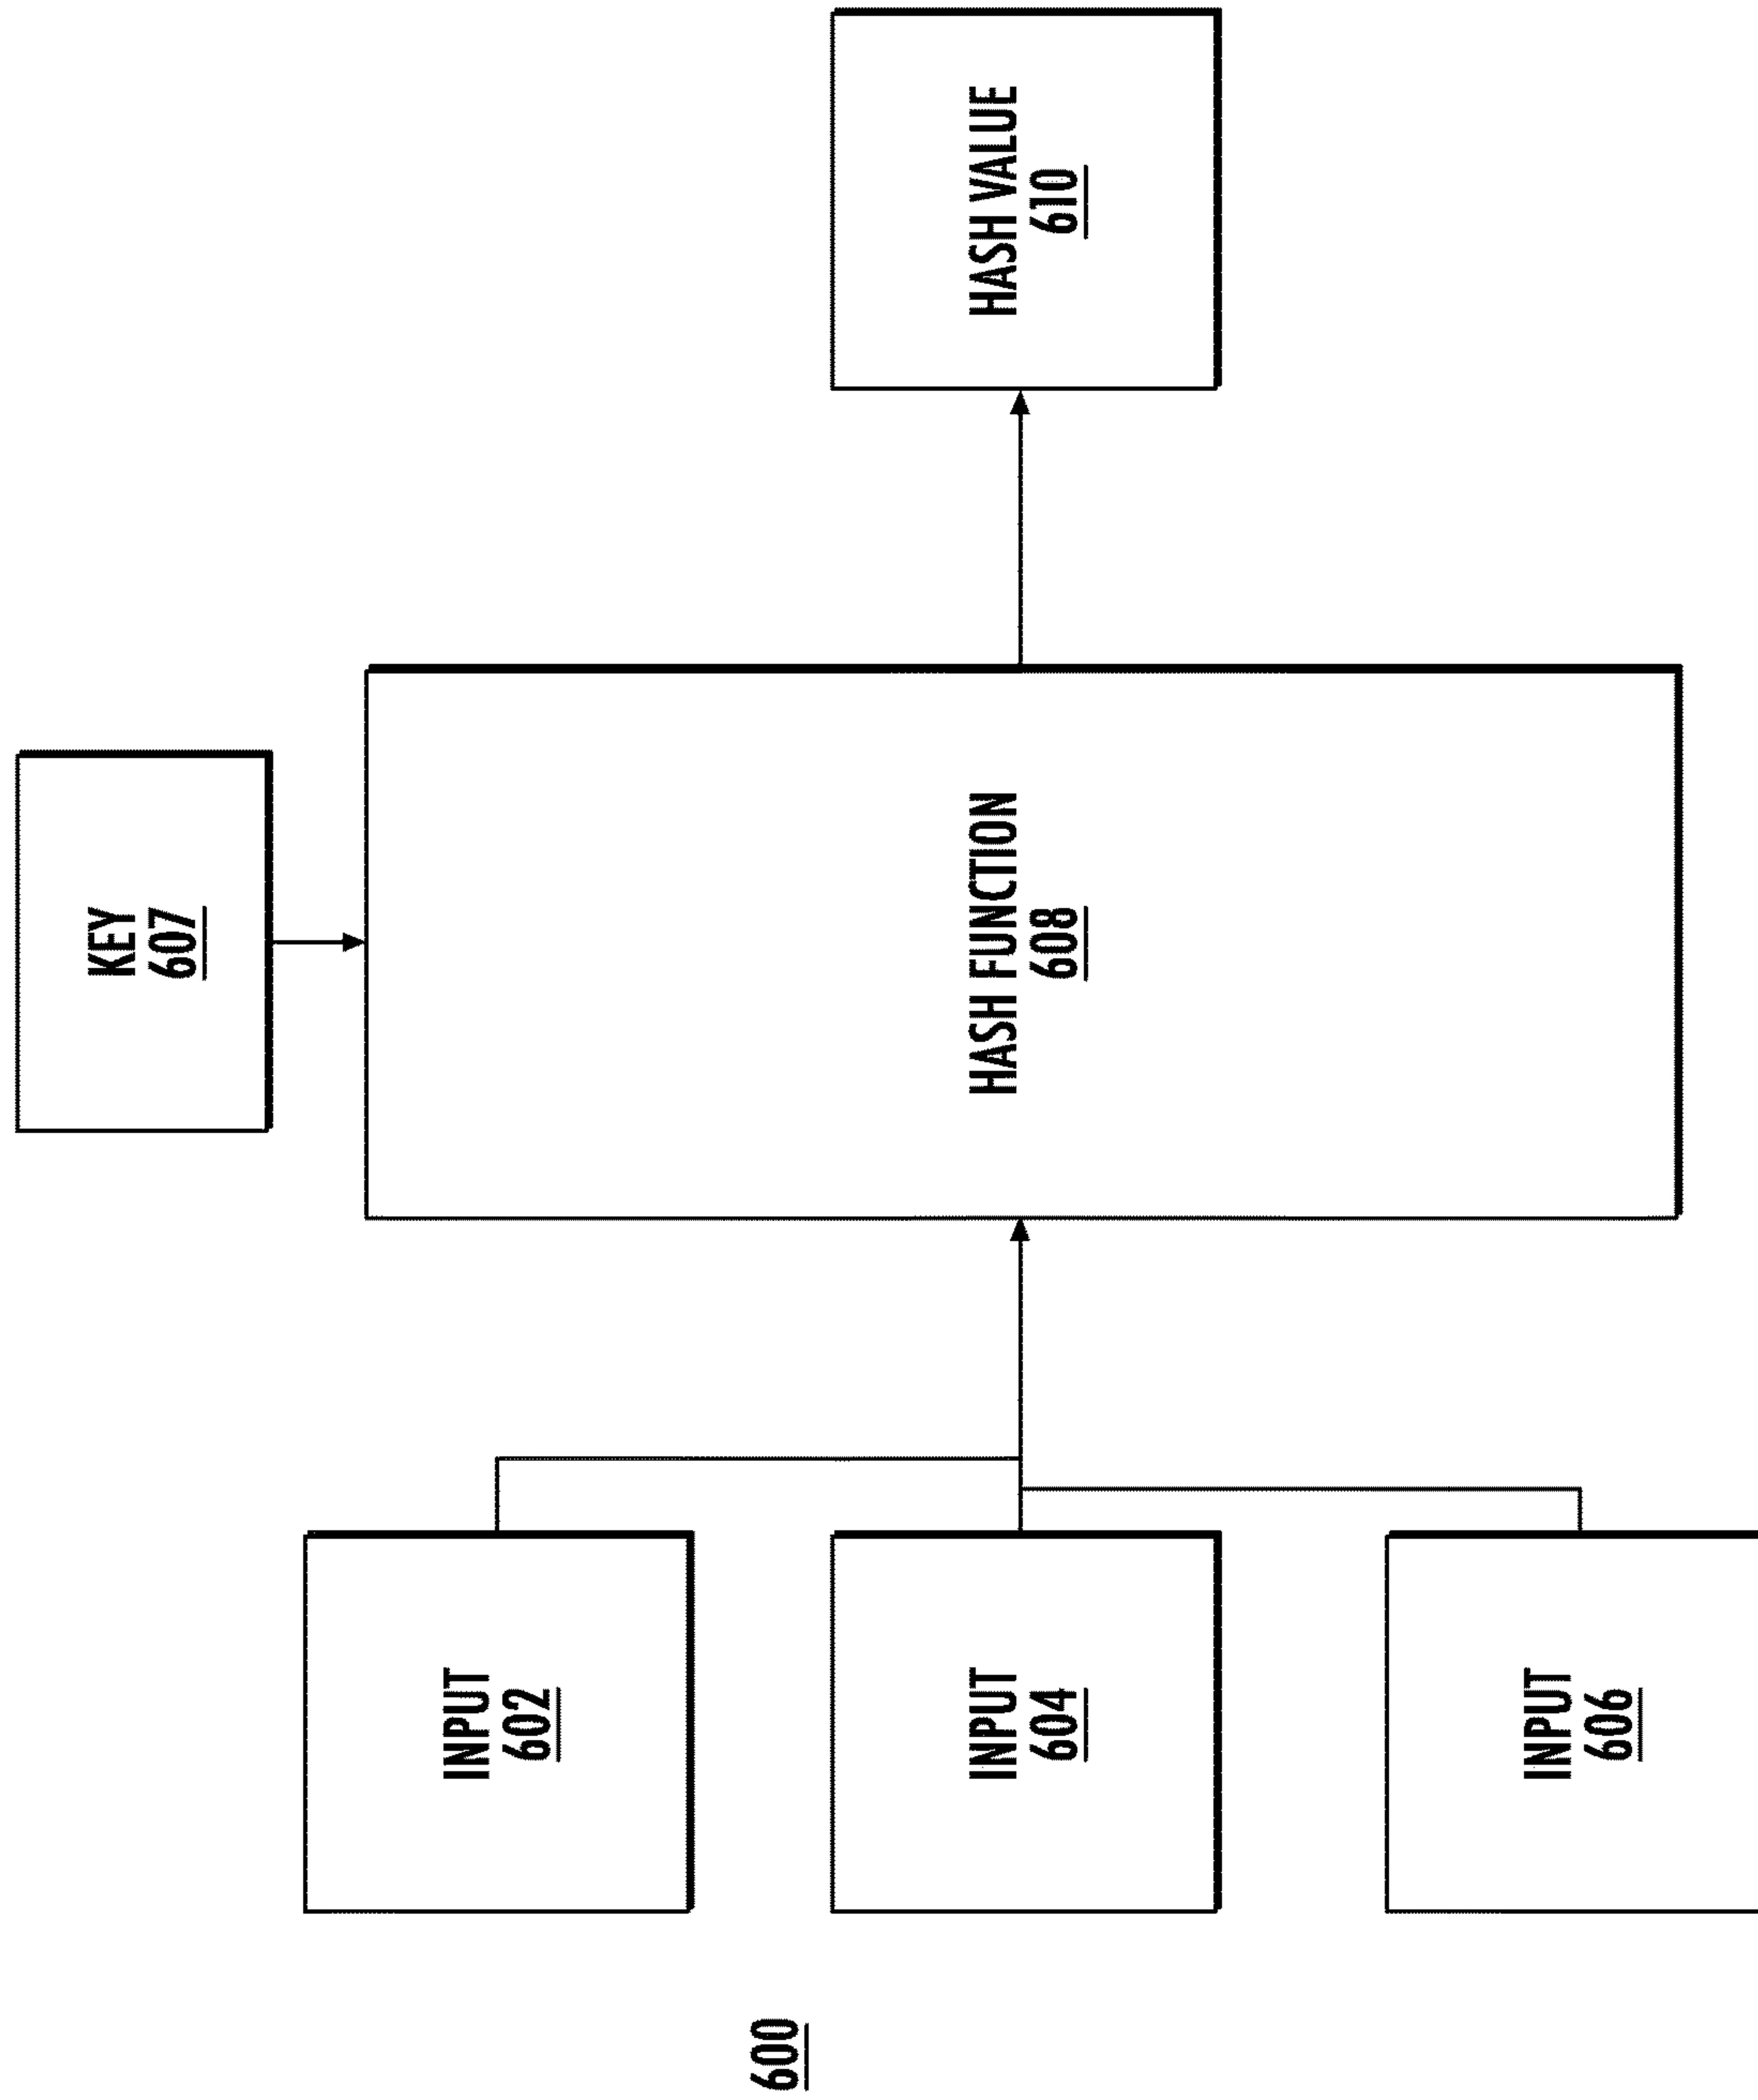 600
INPUT
602
INPUT
604
INPUT
606
KEY
607
HASH FUNCTION
608
HASH VALUE
610